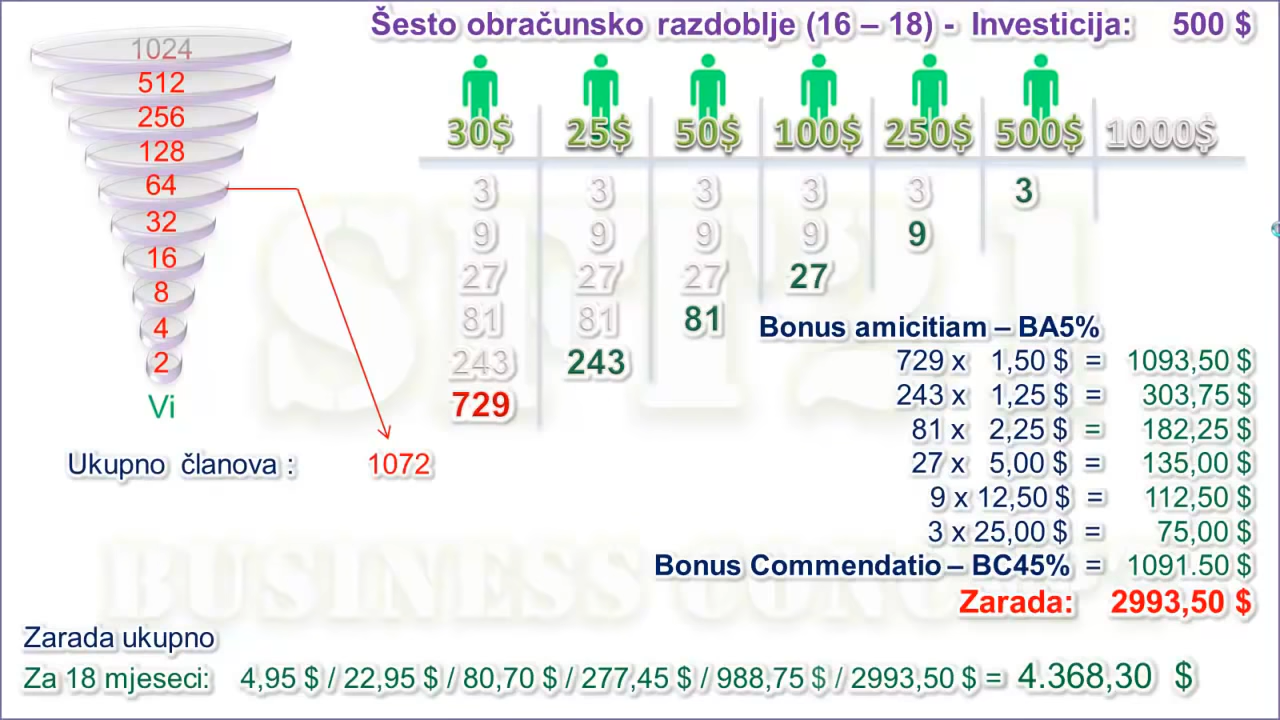 Šesto obračunsko razdoblje (16 – 18) - Investicija: 500 $
1024
512
256
128
64
32
16
8
4
2
Vi
Ukupno članova : 1072
30$ 25$ 50$ 100$ 250$ 500$ 1000$
3 3 3 3 3 3
9 9 9 9 9
27 27 27 27
81 81 81
243 243
729
Bonus amicitiam – BA5%
729 x 1,50 $ = 1093,50 $
243 x 1,25 $ = 303,75 $
81 x 2,25 $ = 182,25 $
27 x 5,00 $ = 135,00 $
9 x 12,50 $ = 112,50 $
3 x 25,00 $ = 75,00 $
Bonus Commendatio – BC45% = 1091.50 $
Zarada: 2993,50 $
Zarada ukupno
Za 18 mjeseci: 4,95 $ / 22,95 $ / 80,70 $ / 277,45 $ / 988,75 $ / 2993,50 $ = 4.368,30 $